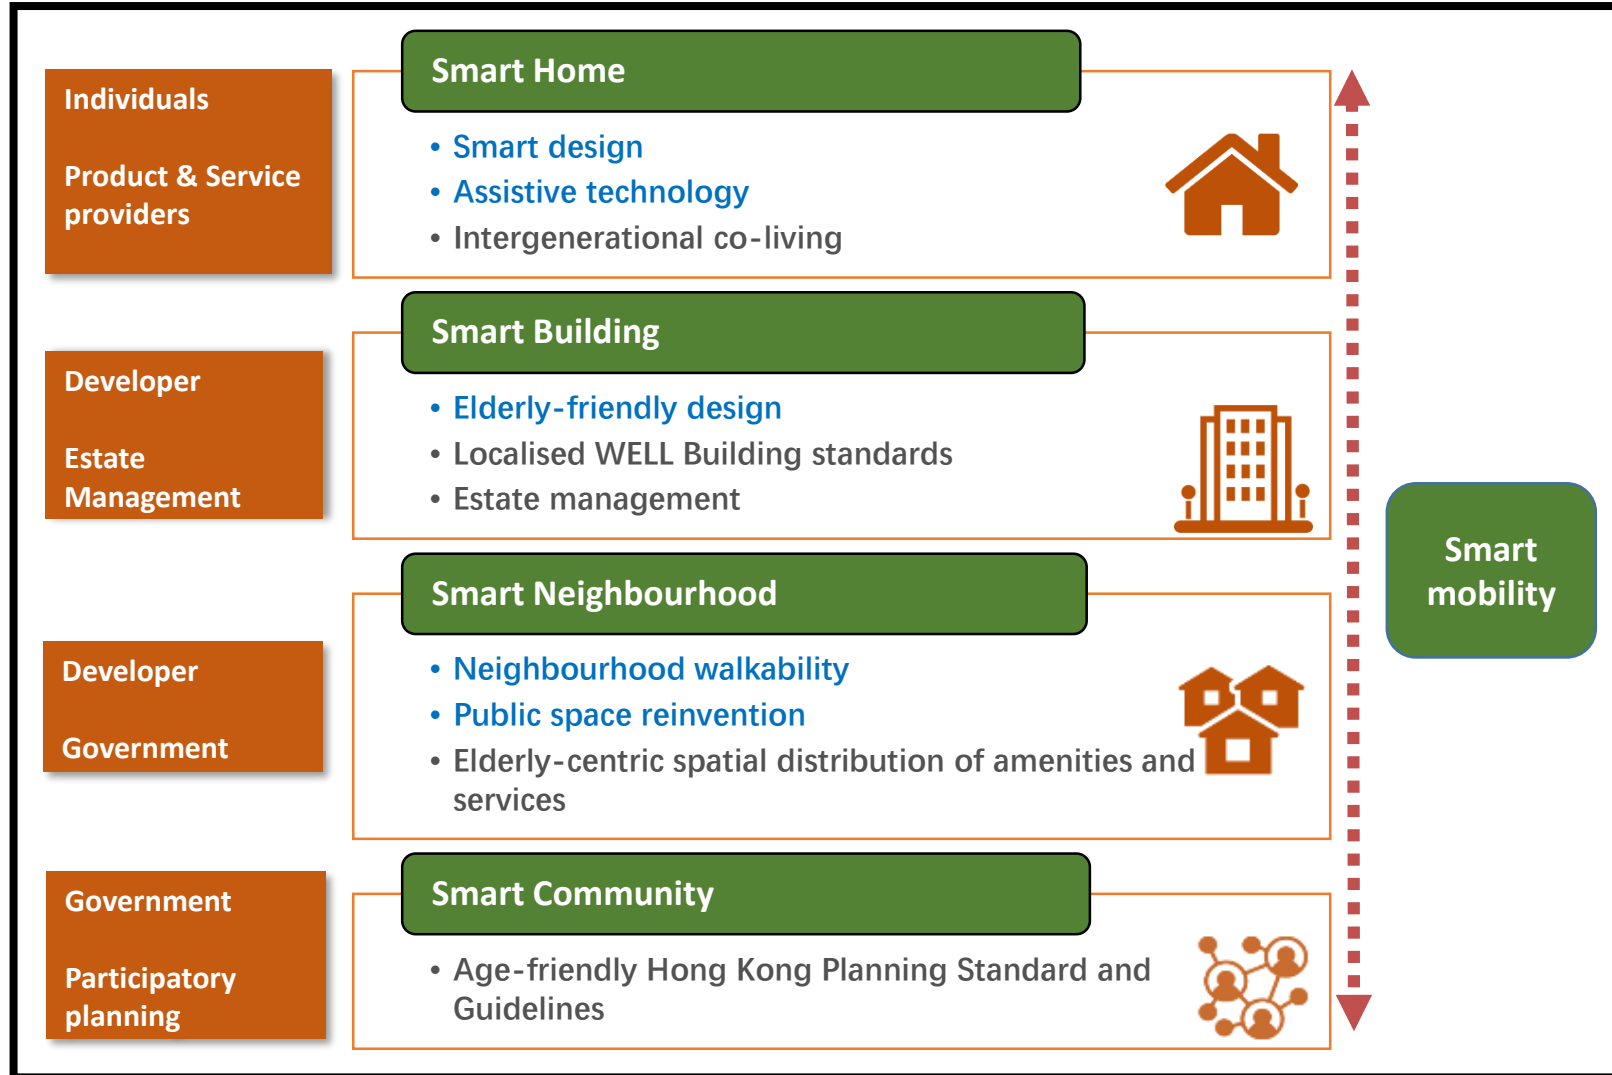 Individuals
Product & Service
providers
Smart Home
• Smart design
• Assistive technology
• Intergenerational co-living
Developer
Estate
Management
Smart Building
• Elderly-friendly design
• Localised WELL Building standards
• Estate management
Developer
Government
Smart Neighbourhood
• Neighbourhood walkability
• Public space reinvention
• Elderly-centric spatial distribution of amenities and
services
Government
Participatory
planning
Smart Community
• Age-friendly Hong Kong Planning Standard and
Guidelines
Smart
mobility